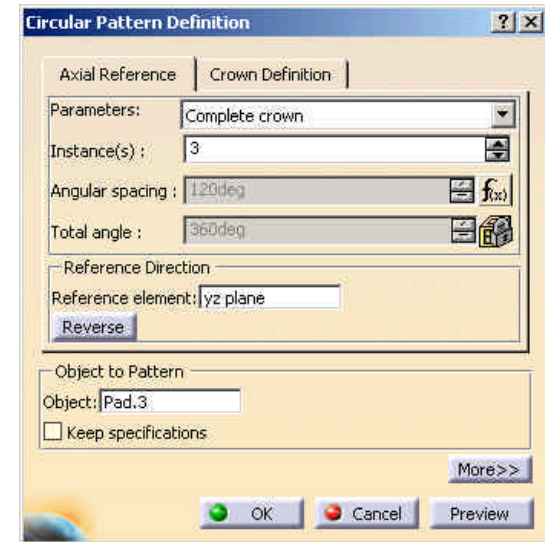 Circular Pattern Definition
Axial Reference Crown Definition
Parameters: Complete crown
Instance(s) : 3
Angular spacing : 120deg f(x)
Total angle : 360deg
Reference Direction
Reference element: yz plane
Reverse
Object to Pattern
Object: Pad.3
Keep specifications
More>>
OK Cancel Preview